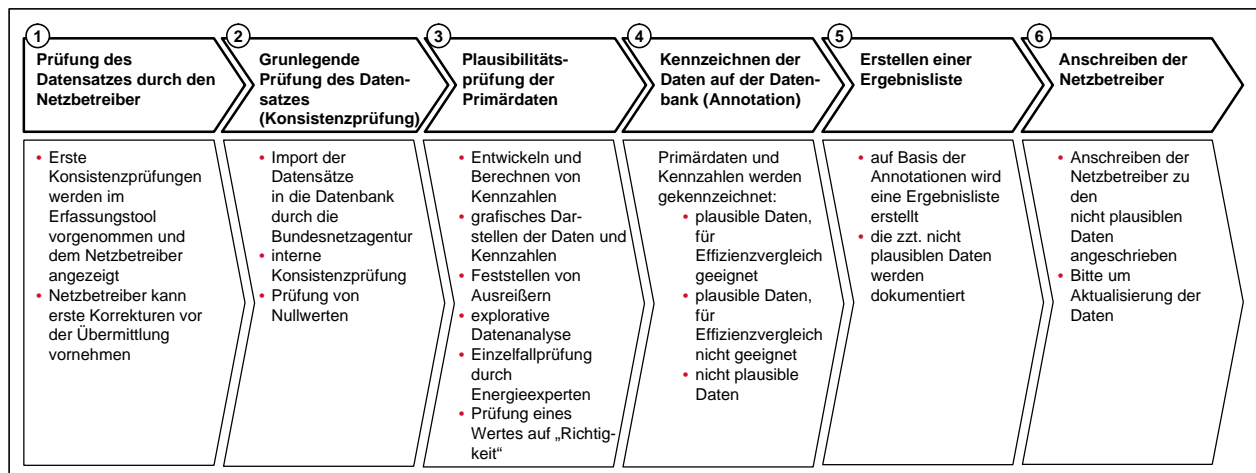 1
Prüfung des
Datensatzes durch den
Netzbetreiber
• Erste
Konsistenzprüfungen
werden im
Erfassungstool
vorgenommen und
dem Netzbetreiber
angezeigt
• Netzbetreiber kann
erste Korrekturen vor
der Übermittlung
vornehmen
2
Grunlegende
Prüfung des Daten-
satzes
(Konsistenzprüfung)
• Import der
Datensätze
in die Datenbank
durch die
Bundesnetzagentur
• interne
Konsistenzprüfung
• Prüfung von
Nullwerten
3
Plausibilitäts-
prüfung der
Primärdaten
• Entwickeln und
Berechnen von
Kennzahlen
• grafisches Dar-
stellen der Daten und
Kennzahlen
• Feststellen von
Ausreißern
• explorative
Datenanalyse
• Einzelfallprüfung
durch
Energieexperten
• Prüfung eines
Wertes auf „Richtig-
keit“
4
Kennzeichnen der
Daten auf der Daten-
bank (Annotation)
Primärdaten und
Kennzahlen werden
gekennzeichnet:
• plausible Daten,
für
Effizienzvergleich
geeignet
• plausible Daten,
für
Effizienzvergleich
nicht geeignet
• nicht plausible
Daten
5
Erstellen einer
Ergebnisliste
• auf Basis der
Annotationen wird
eine Ergebnisliste
erstellt
• die zzt. nicht
plausiblen Daten
werden
dokumentiert
6
Anschreiben der
Netzbetreiber
• Anschreiben der
Netzbetreiber zu
den
nicht plausiblen
Daten
angeschrieben
• Bitte um
Aktualisierung der
Daten